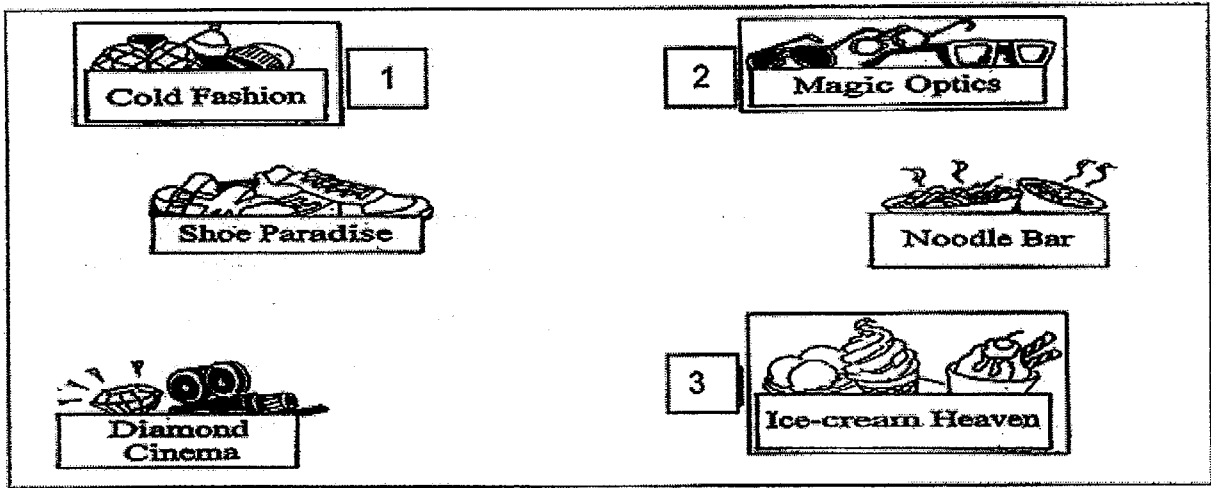 Cold Fashion
1
2
Magic Optics
Shoe Paradise
Noodle Bar
Diamond
Cinema
3
Ice-cream Heaven